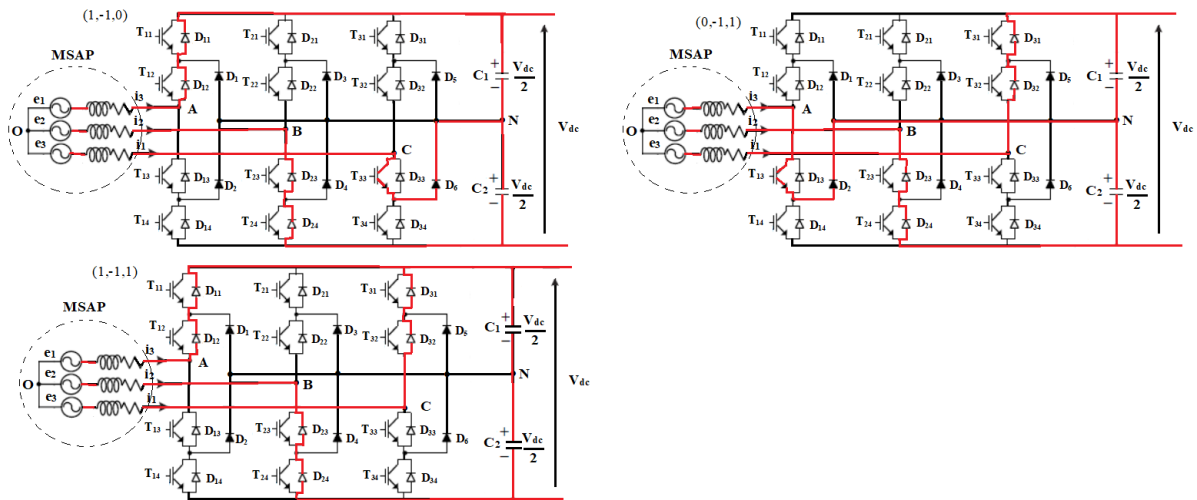 (1,-1,0)
MSAP
T11 D11 T21 D21 T31 D31
T12 D12 D1 T22 D22 D3 T32 D32 D5 C1 + − Vdc/2
e1 i3 A
O e2 i2 B N Vdc
e3 i1 C
T13 D13 D2 T23 D23 D4 T33 D33 D6 C2 + − Vdc/2
T14 D14 T24 D24 T34 D34
(0,-1,1)
MSAP
T11 D11 T21 D21 T31 D31
T12 D12 D1 T22 D22 D3 T32 D32 D5 C1 + − Vdc/2
e1 i3 A
O e2 i2 B N Vdc
e3 i1 C
T13 D13 D2 T23 D23 D4 T33 D33 D6 C2 + − Vdc/2
T14 D14 T24 D24 T34 D34
(1,-1,1)
MSAP
T11 D11 T21 D21 T31 D31
T12 D12 D1 T22 D22 D3 T32 D32 D5 C1 + − Vdc/2
e1 i3 A
O e2 i2 B N Vdc
e3 i1 C
T13 D13 D2 T23 D23 D4 T33 D33 D6 C2 + − Vdc/2
T14 D14 T24 D24 T34 D34